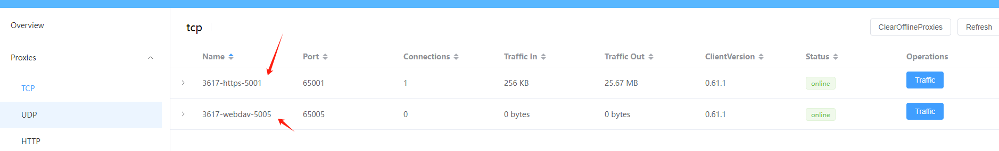 Overview
Proxies
TCP
UDP
HTTP
tcp
ClearOfflineProxies Refresh
Name Port Connections Traffic In Traffic Out ClientVersion Status Operations
3617-https-5001 65001 1 256 KB 25.67 MB 0.61.1 online Traffic
3617-webdav-5005 65005 0 0 bytes 0 bytes 0.61.1 online Traffic